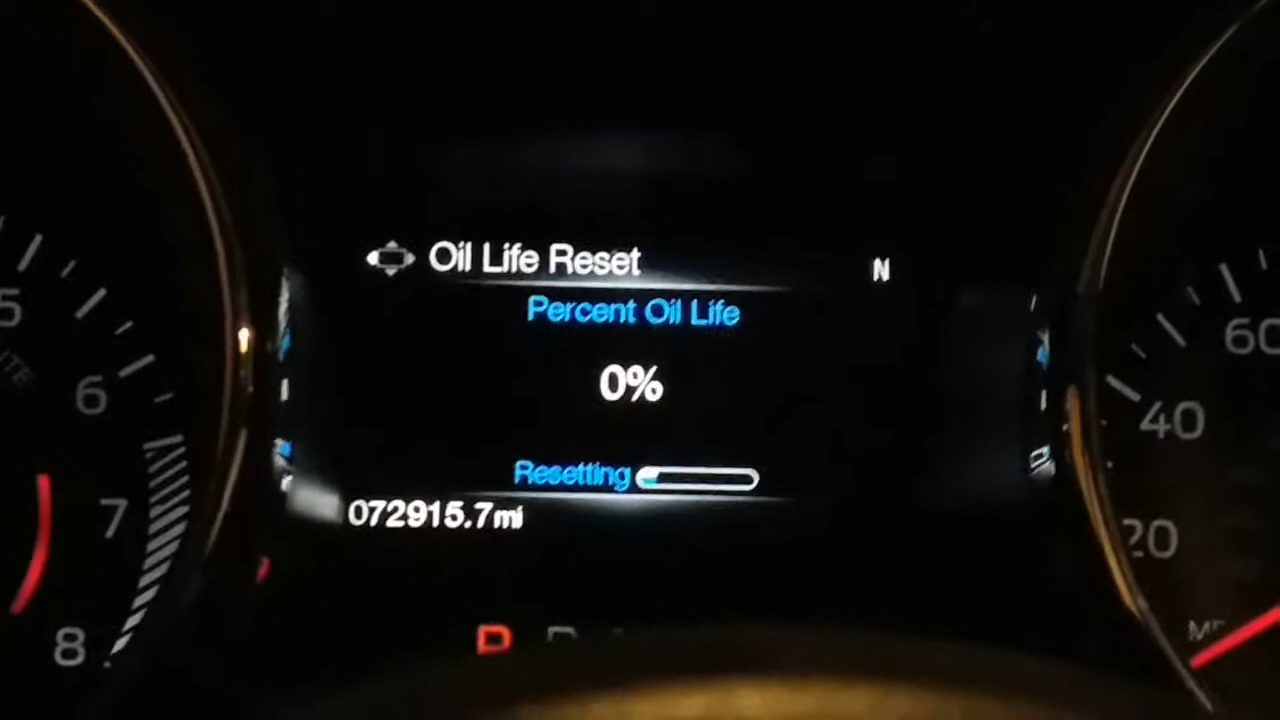 Oil Life Reset
N
Percent Oil Life
0%
Resetting
072915.7mi
P
5
6
7
8
60
40
20